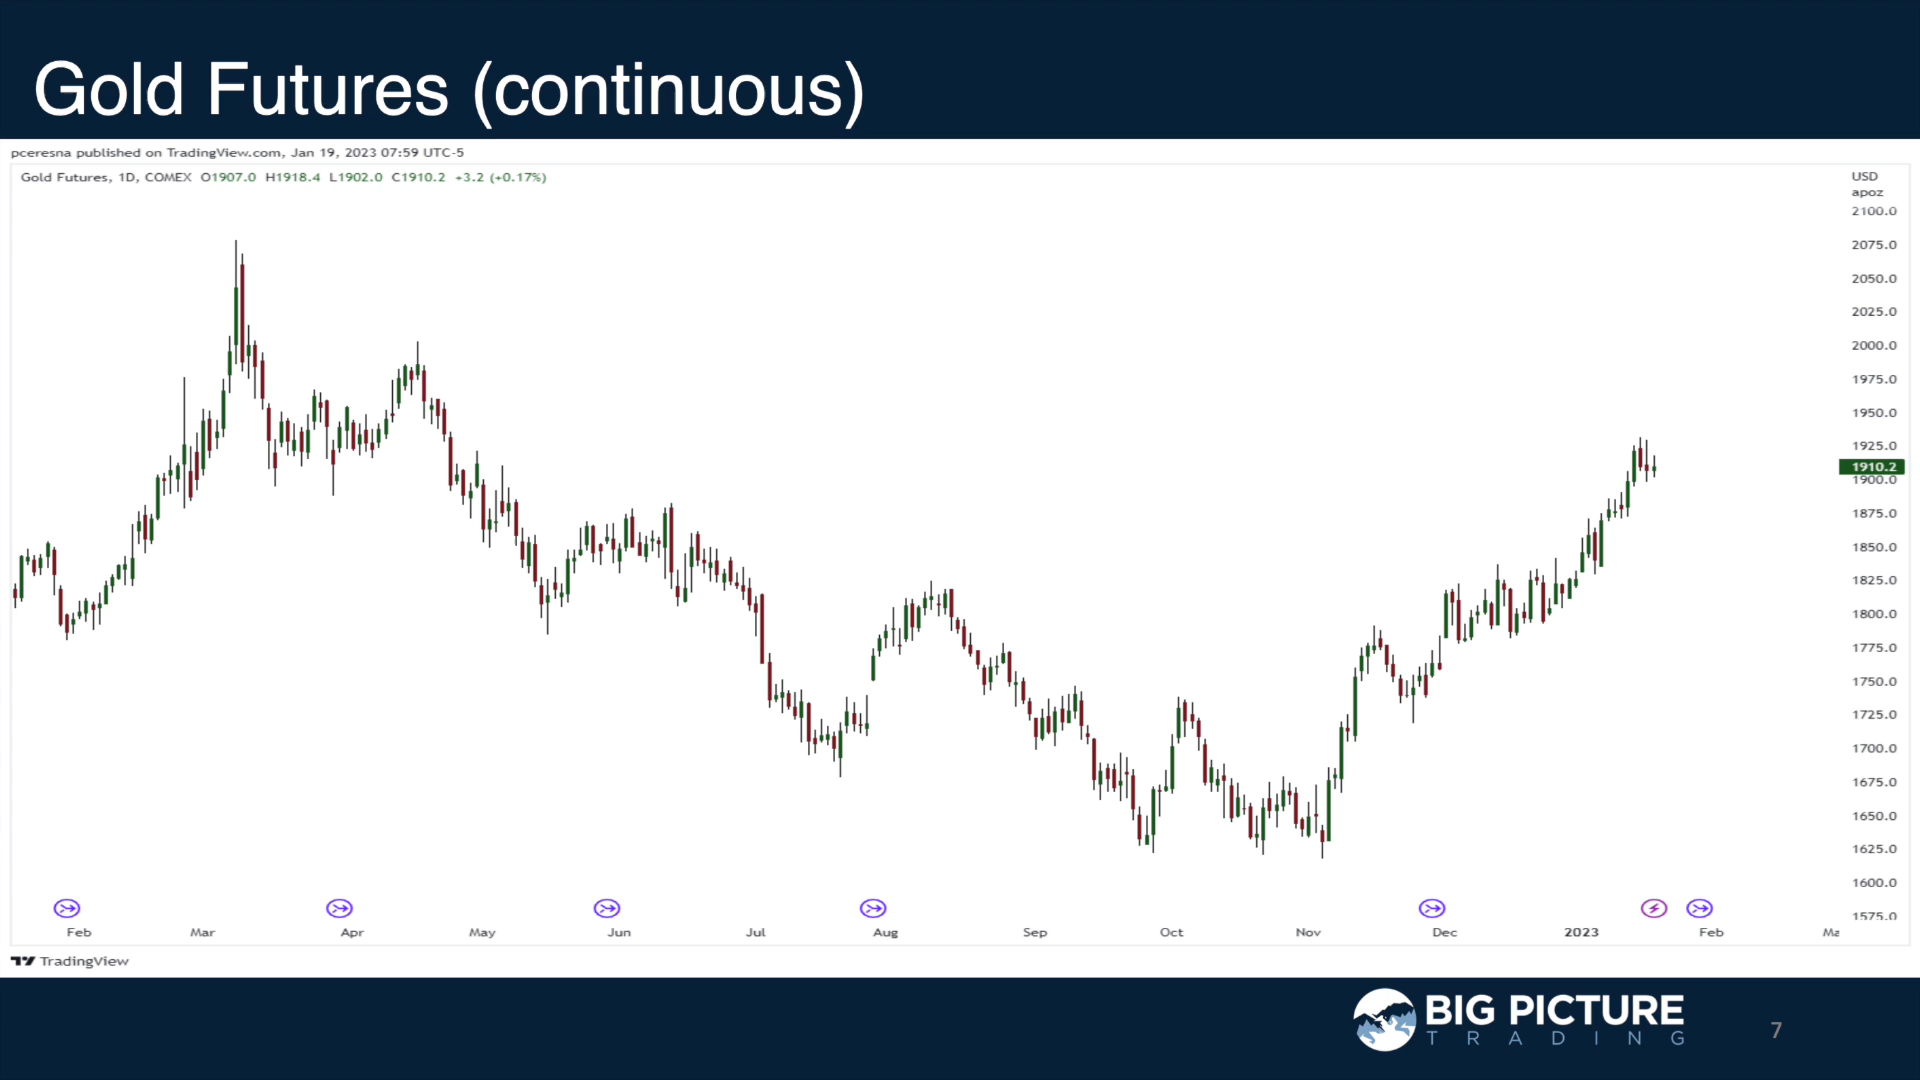 Gold Futures (continuous)
pceresna published on TradingView.com, Jan 19, 2023 07:59 UTC-5
Gold Futures, 1D, COMEX O1907.0 H1918.4 L1902.0 C1910.2 +3.2 (+0.17%)
USD
apoz
2100.0
2075.0
2050.0
2025.0
2000.0
1975.0
1950.0
1925.0
1910.2
1900.0
1875.0
1850.0
1825.0
1800.0
1775.0
1750.0
1725.0
1700.0
1675.0
1650.0
1625.0
1600.0
1575.0
Feb Mar Apr May Jun Jul Aug Sep Oct Nov Dec 2023 Feb Ma
TradingView
BIG PICTURE
TRADING
7